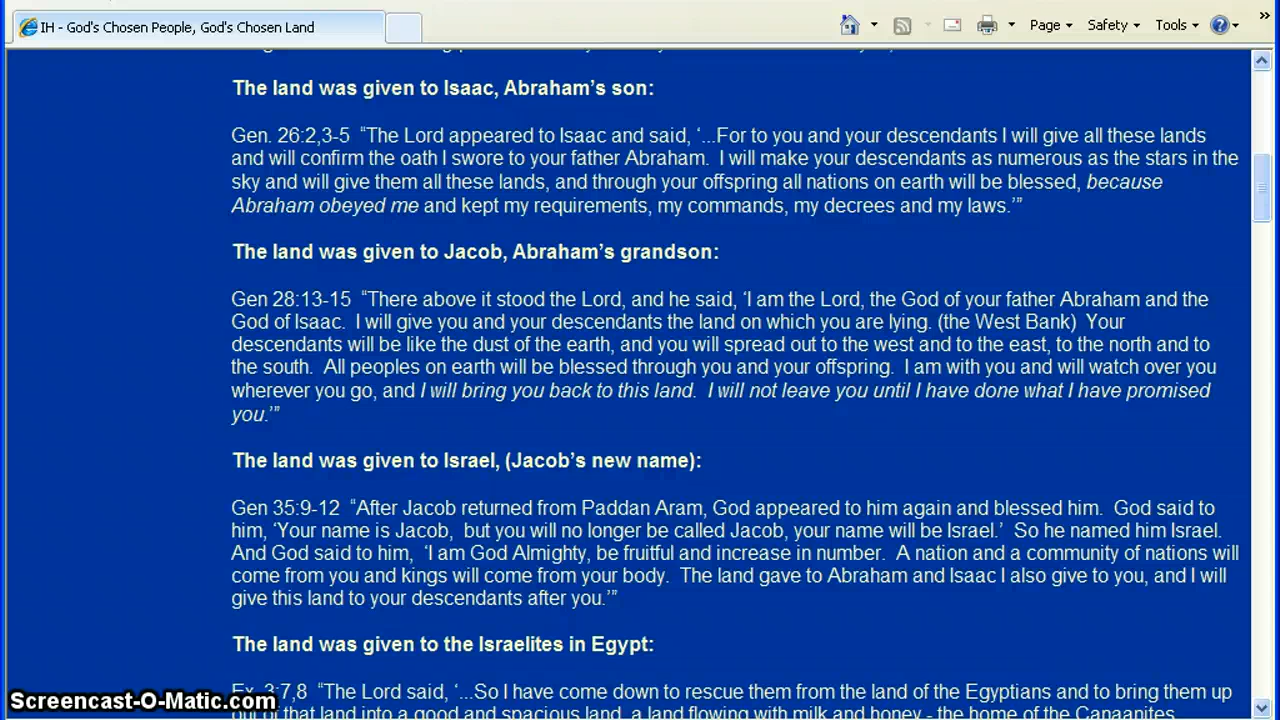 IH - God's Chosen People, God's Chosen Land
Page
Safety
Tools
The land was given to Isaac, Abraham's son:
Gen. 26:2,3-5 “The Lord appeared to Isaac and said, ‘...For to you and your descendants I will give all these lands
and will confirm the oath I swore to your father Abraham. I will make your descendants as numerous as the stars in the
sky and will give them all these lands, and through your offspring all nations on earth will be blessed, because
Abraham obeyed me and kept my requirements, my commands, my decrees and my laws.’”
The land was given to Jacob, Abraham's grandson:
Gen 28:13-15 “There above it stood the Lord, and he said, ‘I am the Lord, the God of your father Abraham and the
God of Isaac. I will give you and your descendants the land on which you are lying. (the West Bank) Your
descendants will be like the dust of the earth, and you will spread out to the west and to the east, to the north and to
the south. All peoples on earth will be blessed through you and your offspring. I am with you and will watch over you
wherever you go, and I will bring you back to this land. I will not leave you until I have done what I have promised
you.’”
The land was given to Israel, (Jacob's new name):
Gen 35:9-12 “After Jacob returned from Paddan Aram, God appeared to him again and blessed him. God said to
him, ‘Your name is Jacob, but you will no longer be called Jacob, your name will be Israel.’ So he named him Israel.
And God said to him, ‘I am God Almighty, be fruitful and increase in number. A nation and a community of nations will
come from you and kings will come from your body. The land gave to Abraham and Isaac I also give to you, and I will
give this land to your descendants after you.’”
The land was given to the Israelites in Egypt:
Ex. 3:7,8 “The Lord said, ‘...So I have come down to rescue them from the land of the Egyptians and to bring them up
out of that land into a good and spacious land, a land flowing with milk and honey - the home of the Canaanites,
Screencast-O-Matic.com